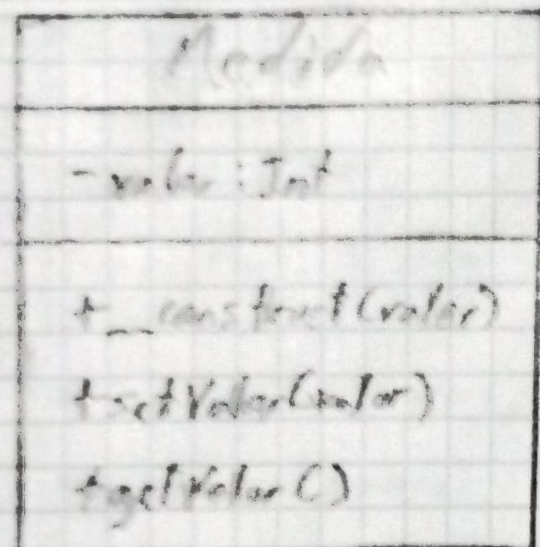 Medida
- valor : Int
+__construct(valor)
+setValor(valor)
+getValor()